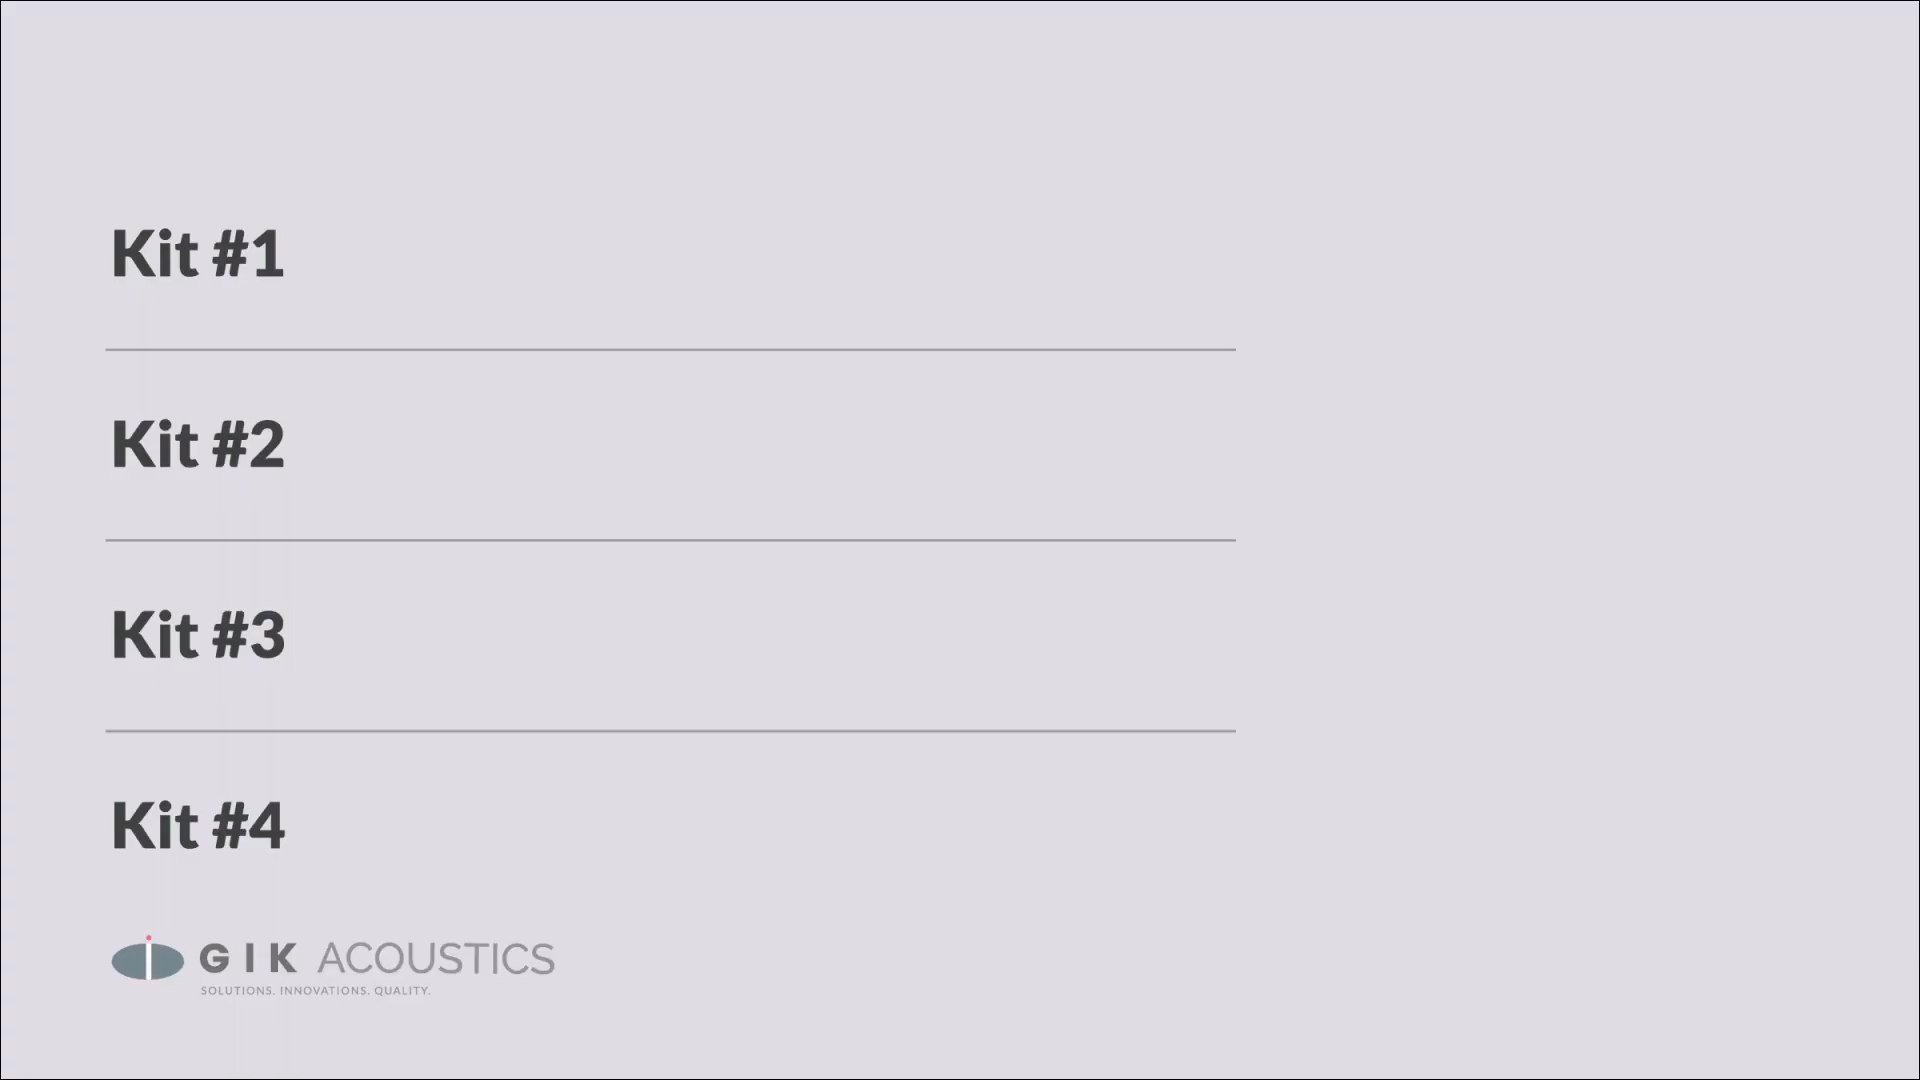 Kit #1
Kit #2
Kit #3
Kit #4
GIK ACOUSTICS
SOLUTIONS. INNOVATIONS. QUALITY.